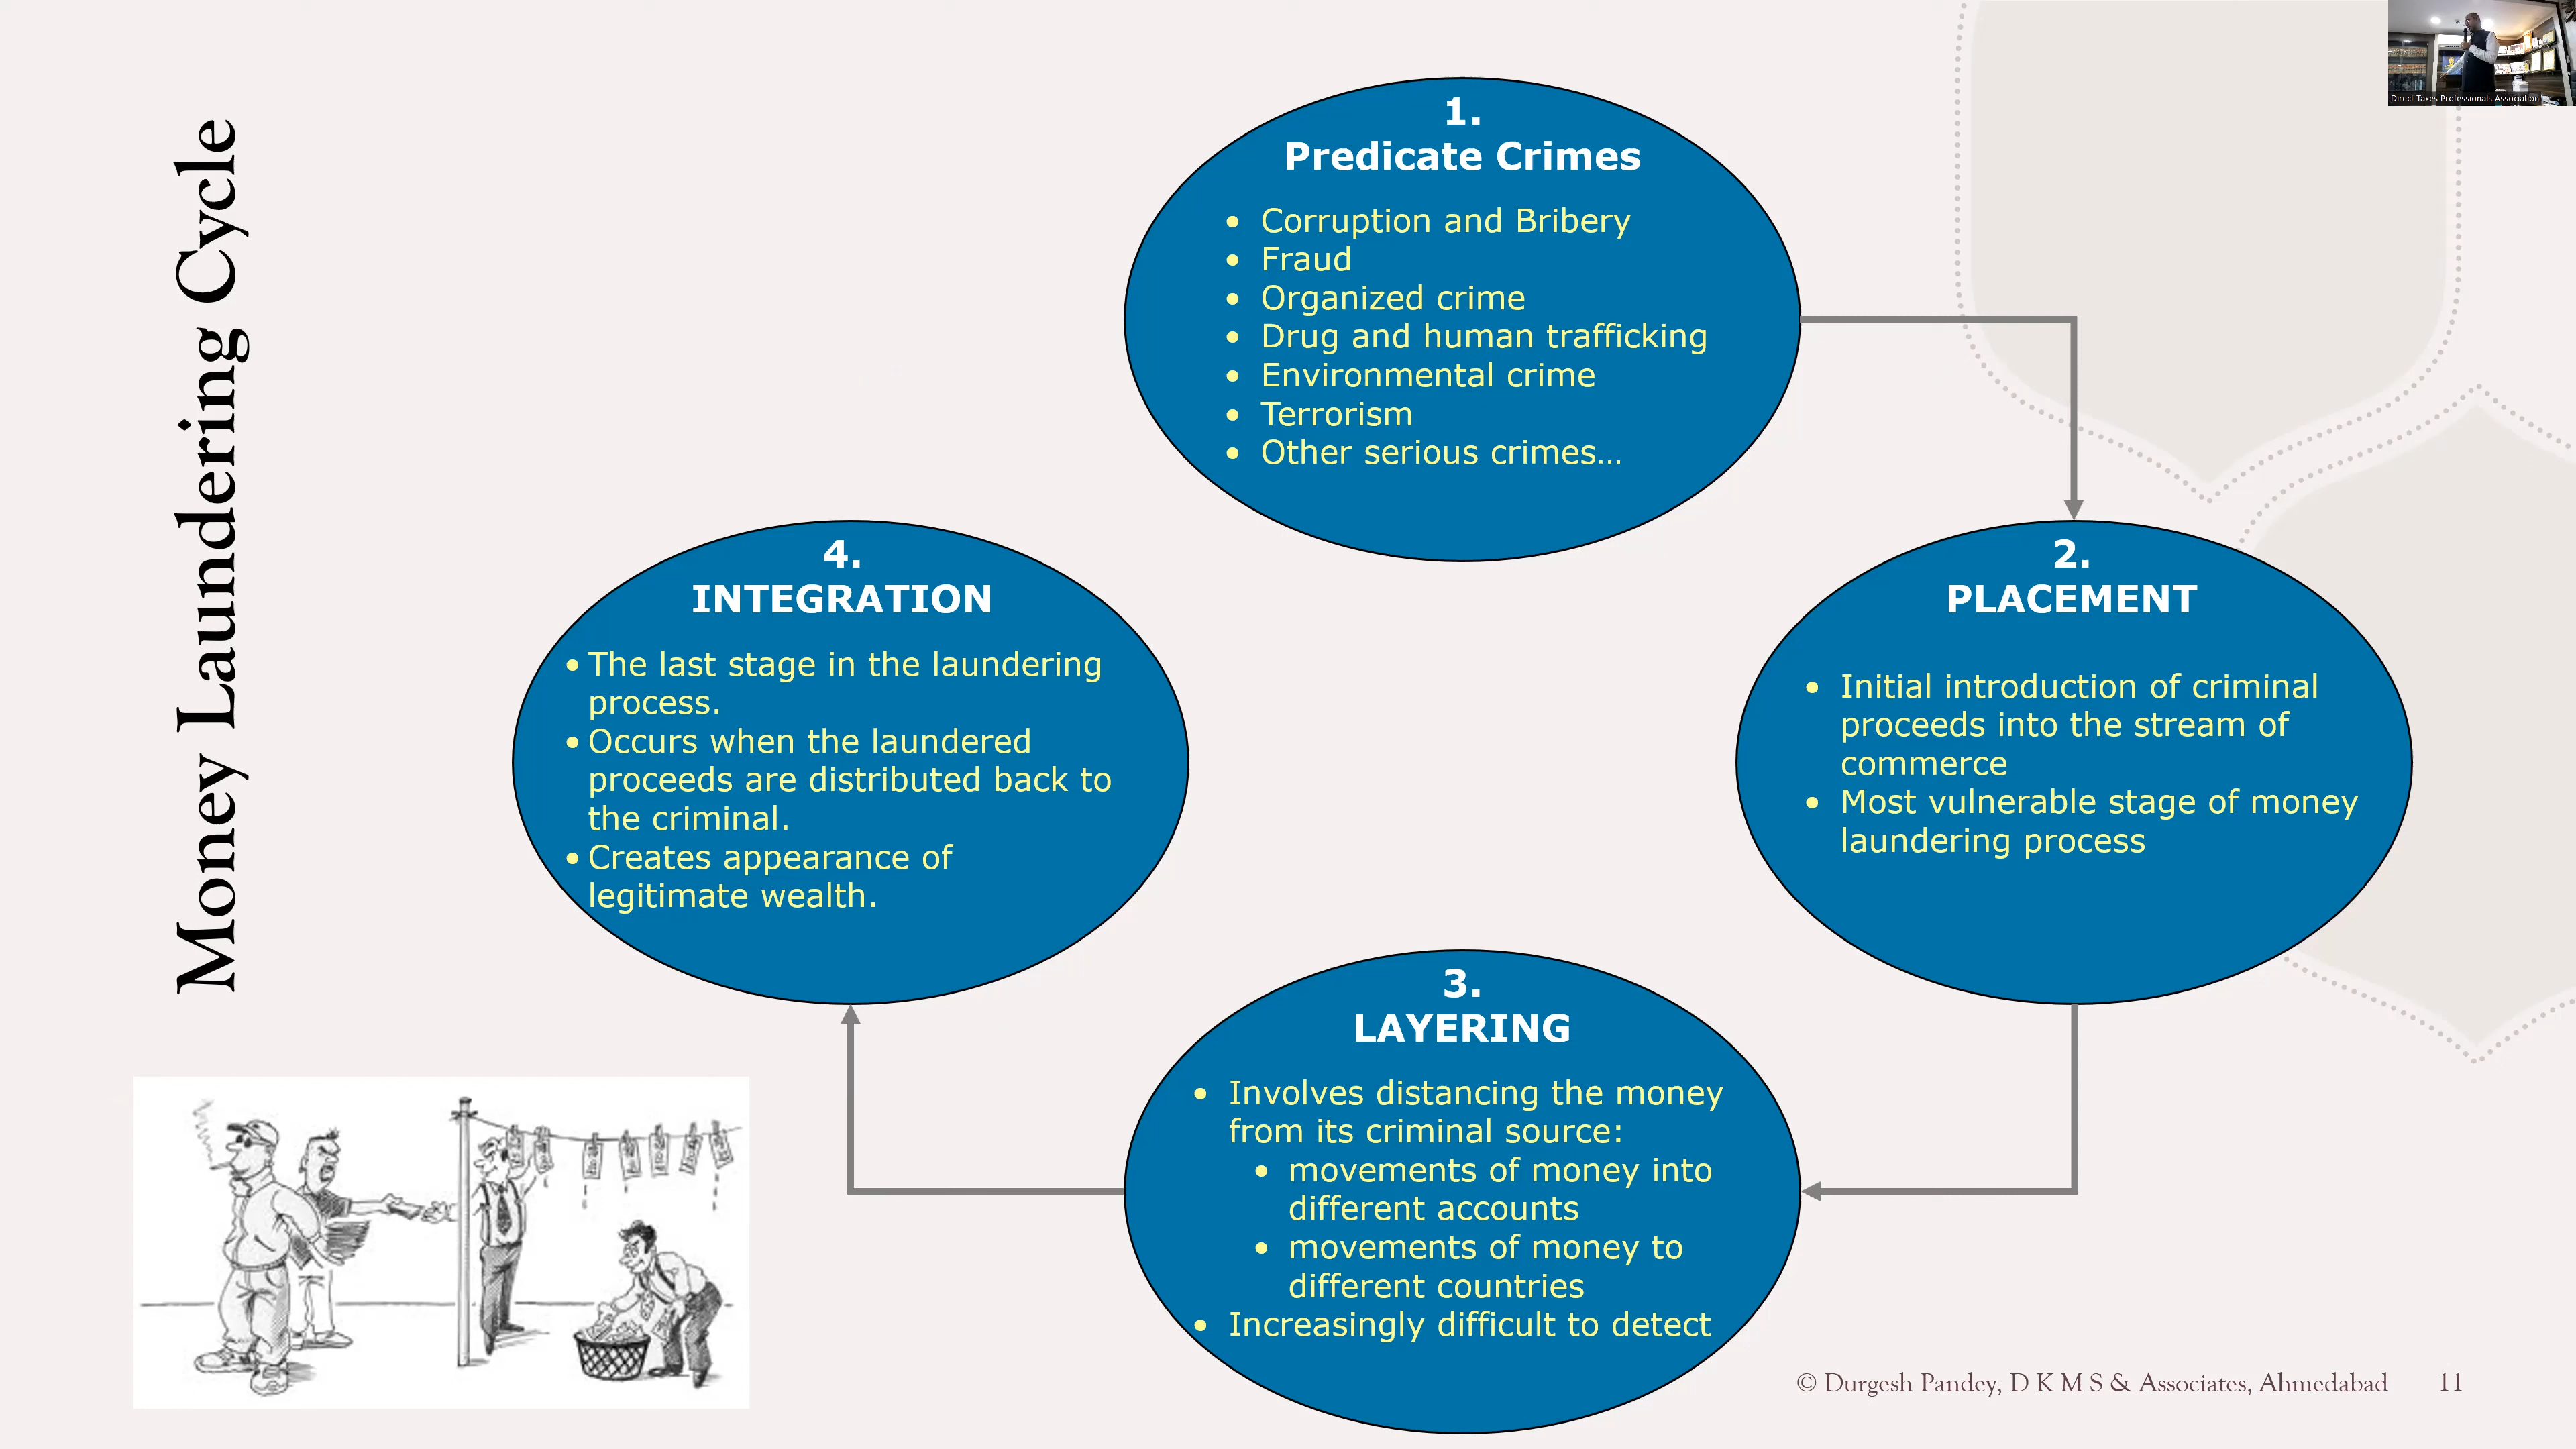 Money Laundering Cycle
1.
Predicate Crimes
• Corruption and Bribery
• Fraud
• Organized crime
• Drug and human trafficking
• Environmental crime
• Terrorism
• Other serious crimes…
2.
PLACEMENT
• Initial introduction of criminal
proceeds into the stream of
commerce
• Most vulnerable stage of money
laundering process
3.
LAYERING
• Involves distancing the money
from its criminal source:
• movements of money into
different accounts
• movements of money to
different countries
• Increasingly difficult to detect
4.
INTEGRATION
• The last stage in the laundering
process.
• Occurs when the laundered
proceeds are distributed back to
the criminal.
• Creates appearance of
legitimate wealth.
Direct Taxes Professionals Association
© Durgesh Pandey, D K M S & Associates, Ahmedabad
11